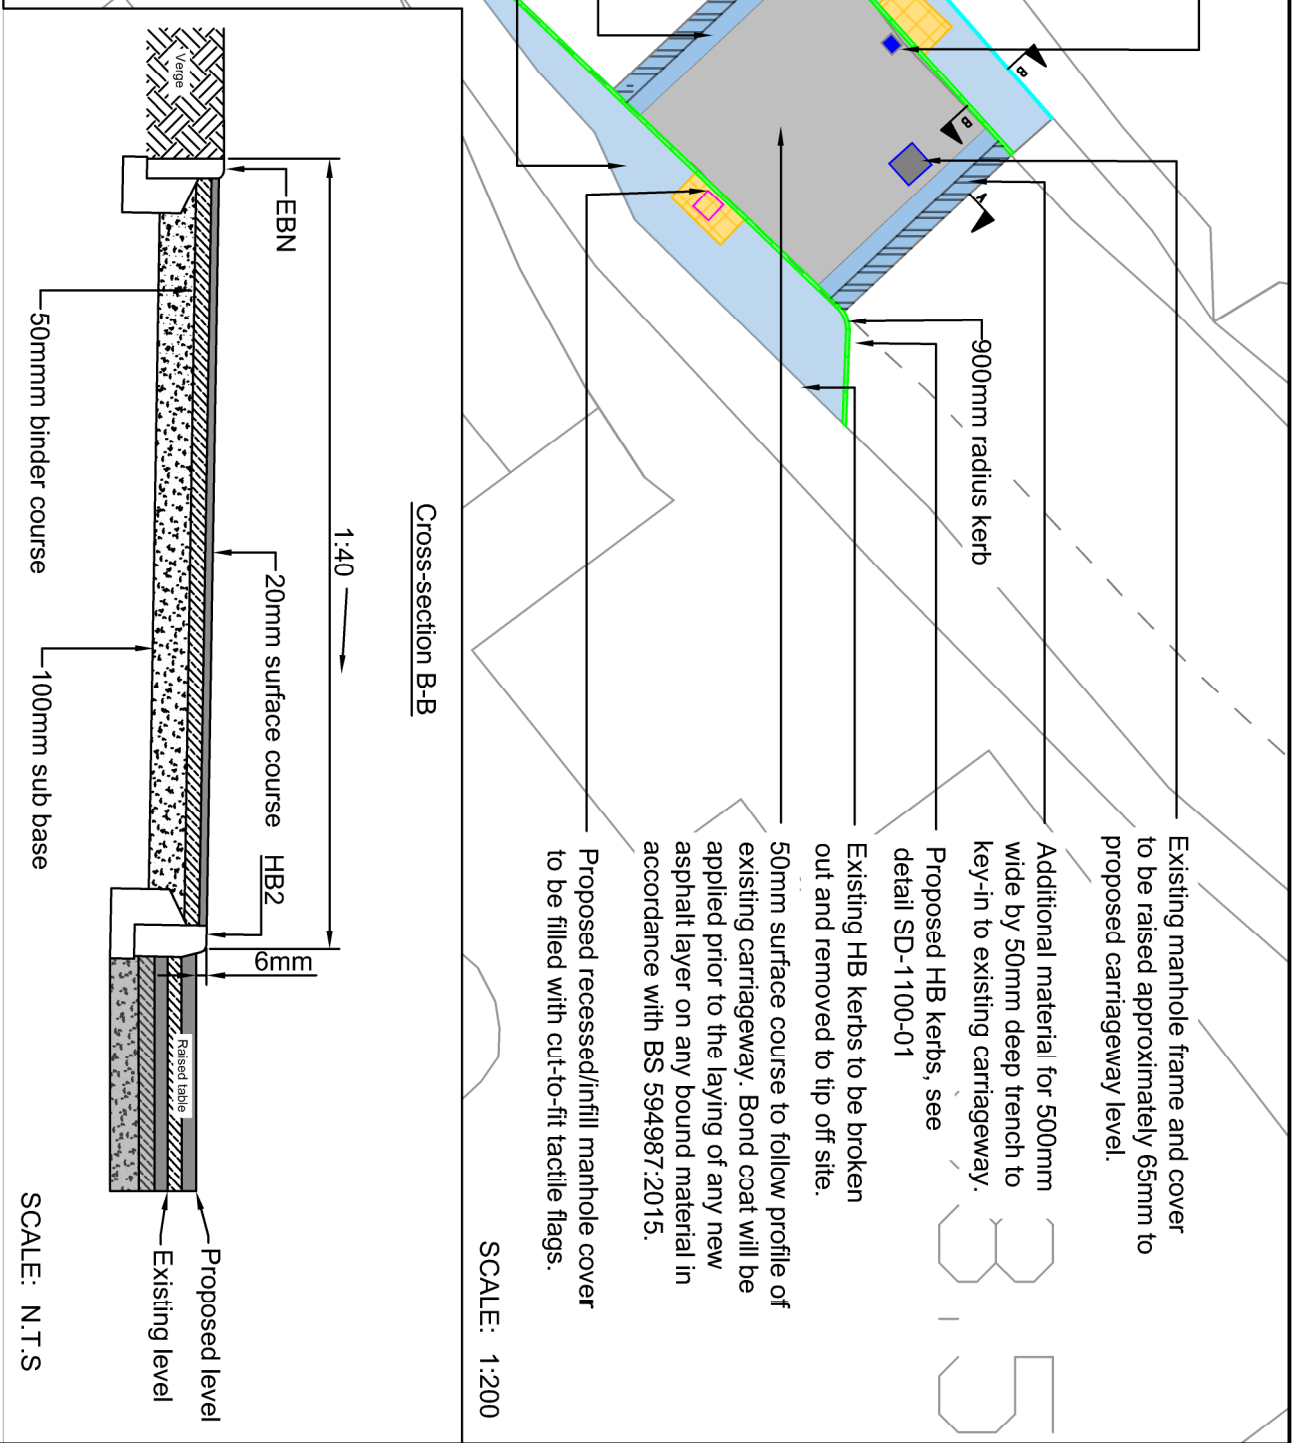 B
B
A
900mm radius kerb
Existing manhole frame and cover
to be raised approximately 65mm to
proposed carriageway level.
Additional material for 500mm
wide by 50mm deep trench to
key-in to existing carriageway.
Proposed HB kerbs, see
detail SD-1100-01
Existing HB kerbs to be broken
out and removed to tip off site.
50mm surface course to follow profile of
existing carriageway. Bond coat will be
applied prior to the laying of any new
asphalt layer on any bound material in
accordance with BS 594987:2015.
Proposed recessed/infill manhole cover
to be filled with cut-to-fit tactile flags.
3.5
SCALE: 1:200
Cross-section B-B
1:40
Verge
EBN
20mm surface course
HB2
6mm
50mmm binder course
100mm sub base
Raised table
Proposed level
Existing level
SCALE: N.T.S